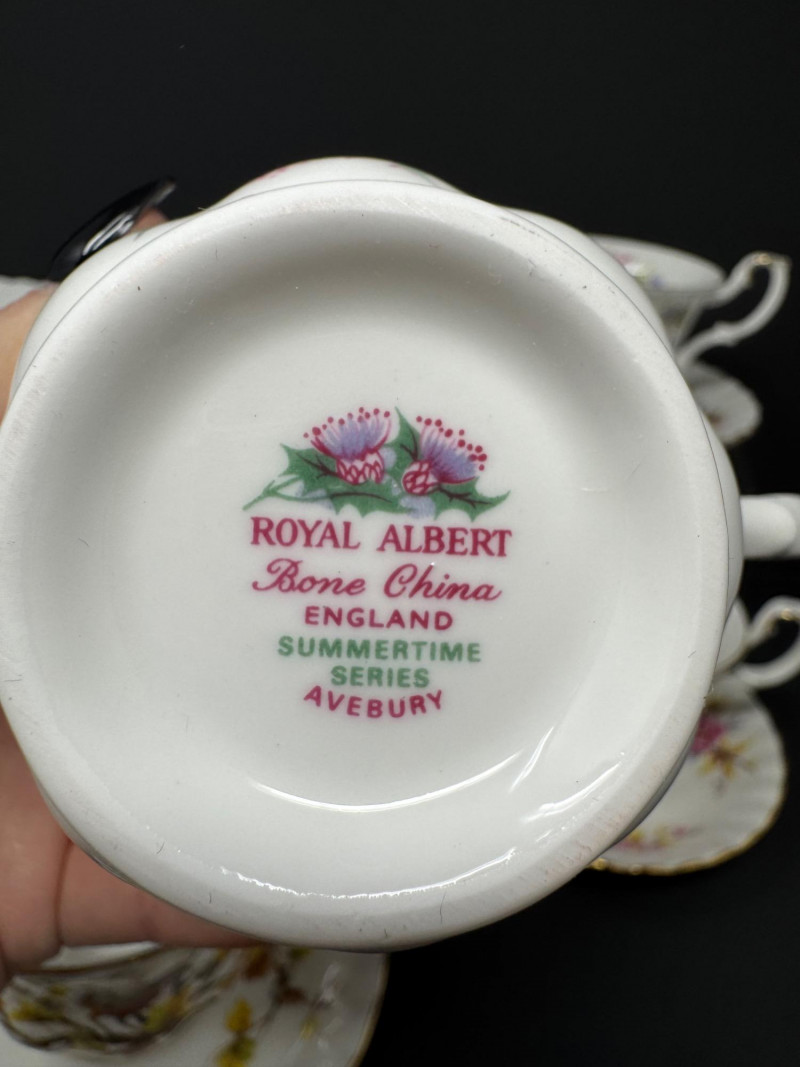 ROYAL ALBERT
Bone China
ENGLAND
SUMMERTIME
SERIES
AVEBURY